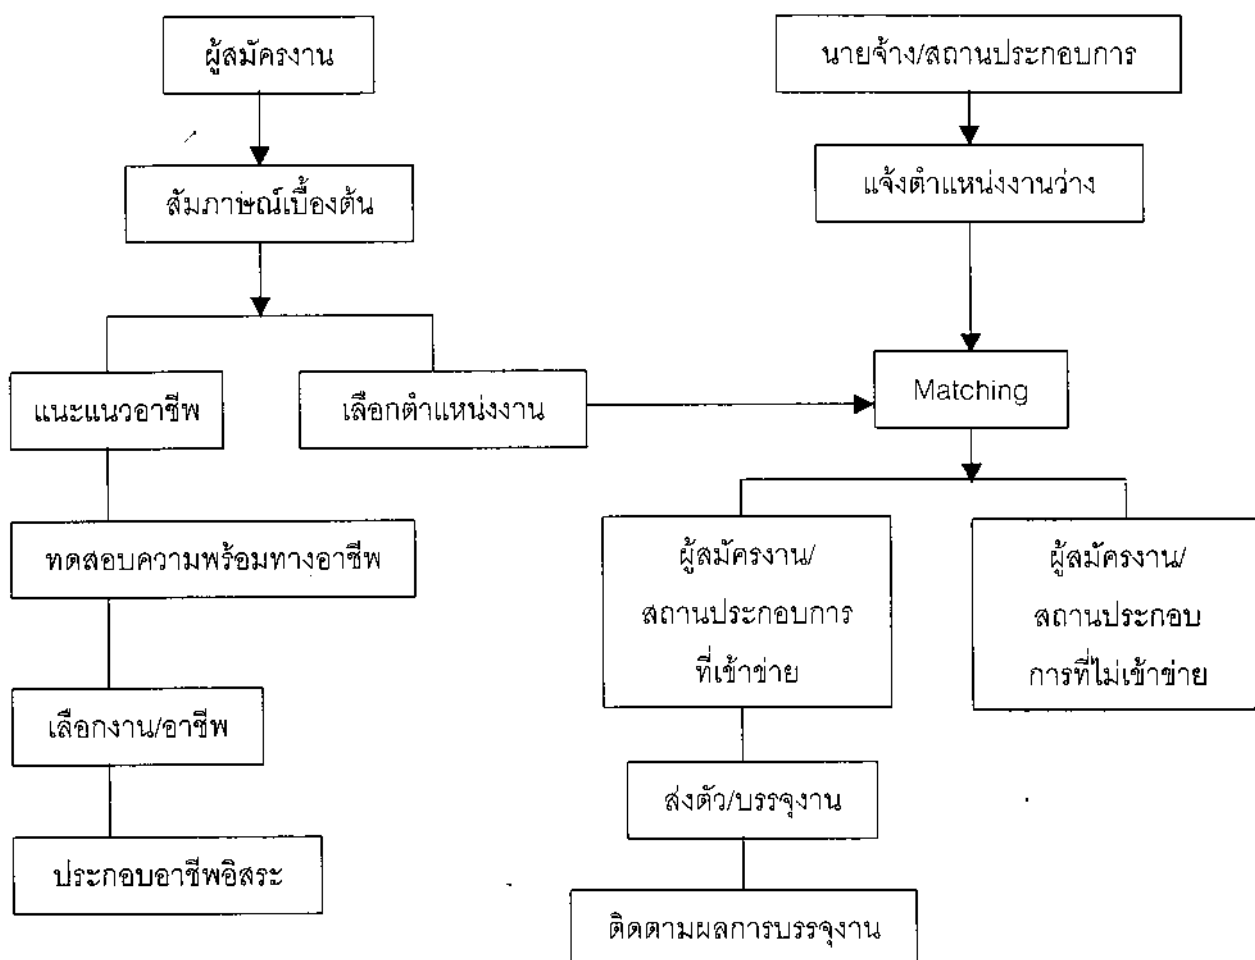 ผู้สมัครงาน
นายจ้าง/สถานประกอบการ
สัมภาษณ์เบื้องต้น
แจ้งตำแหน่งงานว่าง
แนะแนวอาชีพ
เลือกตำแหน่งงาน
Matching
ทดสอบความพร้อมทางอาชีพ
ผู้สมัครงาน/
สถานประกอบการ
ที่เข้าข่าย
ผู้สมัครงาน/
สถานประกอบ
การที่ไม่เข้าข่าย
เลือกงาน/อาชีพ
ส่งตัว/บรรจุงาน
ประกอบอาชีพอิสระ
ติดตามผลการบรรจุงาน